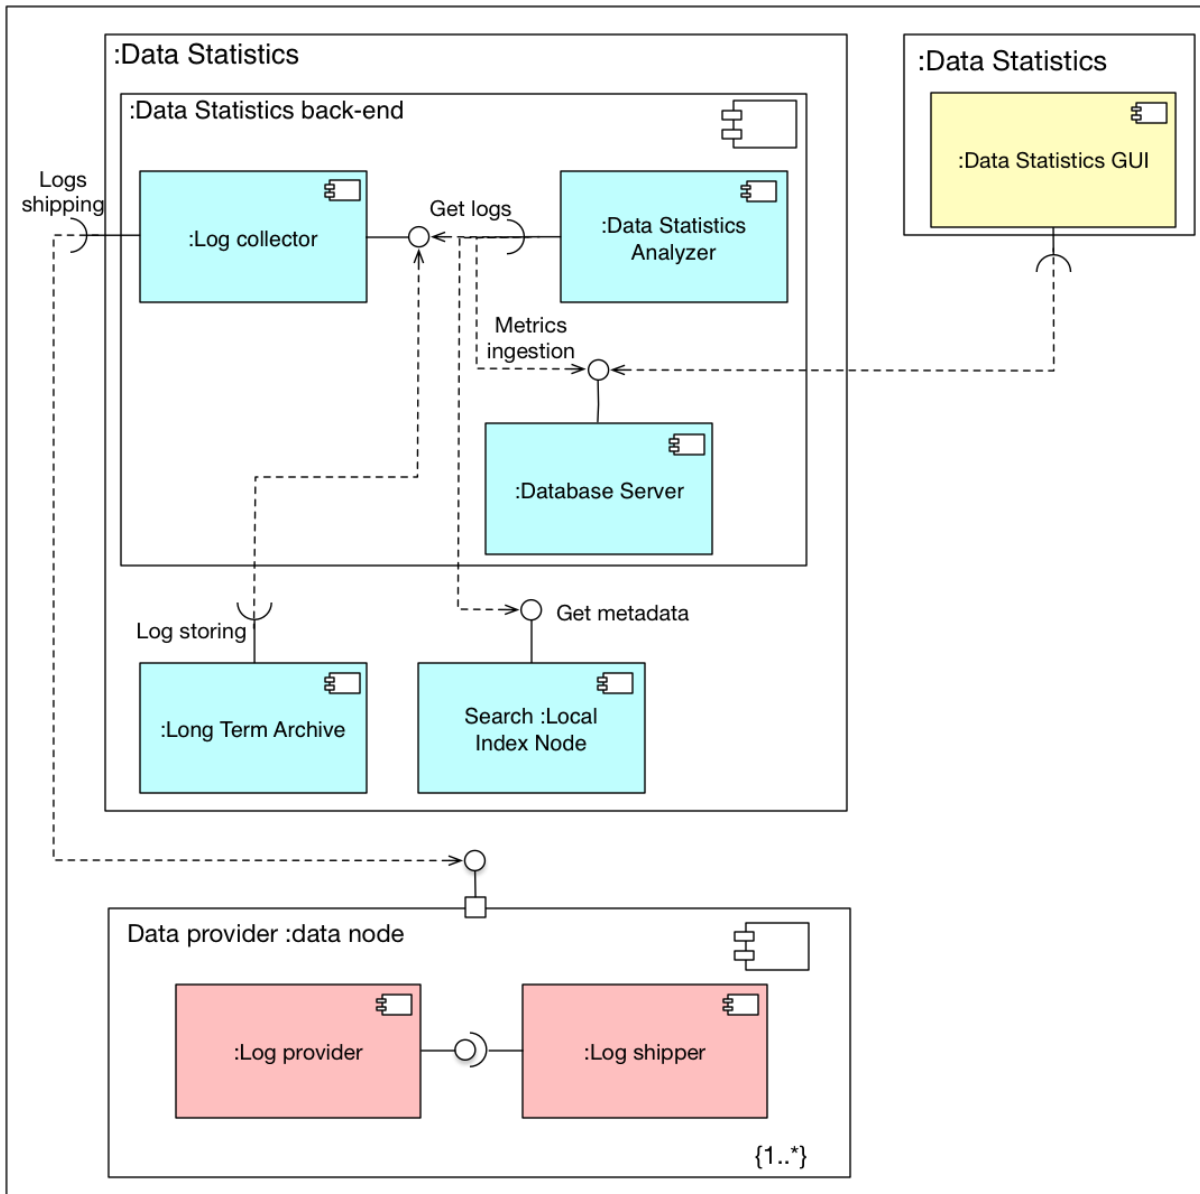 :Data Statistics
:Data Statistics
:Data Statistics back-end
:Data Statistics GUI
Logs
shipping
Get logs
:Log collector
:Data Statistics
Analyzer
Metrics
ingestion
:Database Server
Get metadata
Log storing
:Long Term Archive
Search :Local
Index Node
Data provider :data node
:Log provider
:Log shipper
{1..*}